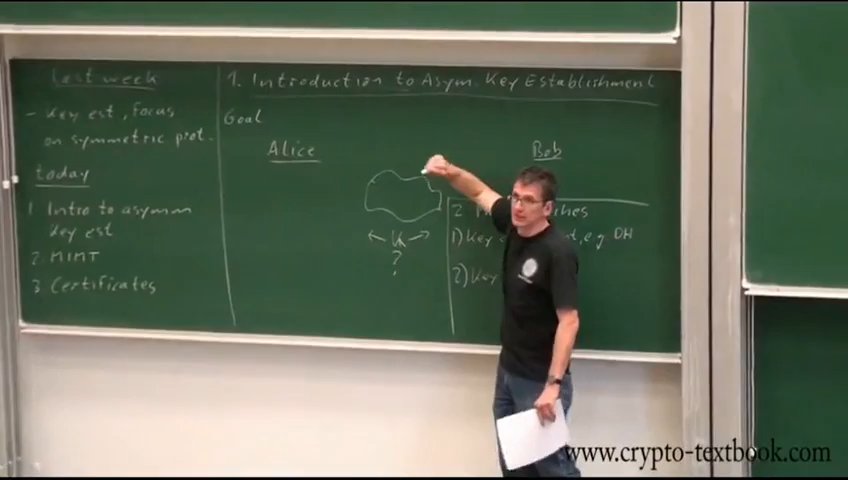 last week
- Key est, focus
on symmetric prot.
today
1. Intro to asymm
Key est
2. MIMT
3. Certificates
1. Introduction to Asym. Key Establishment
Goal
Alice
Bob
K
?
2
1) Key , e.g. DH
2) Key
www.crypto-textbook.com